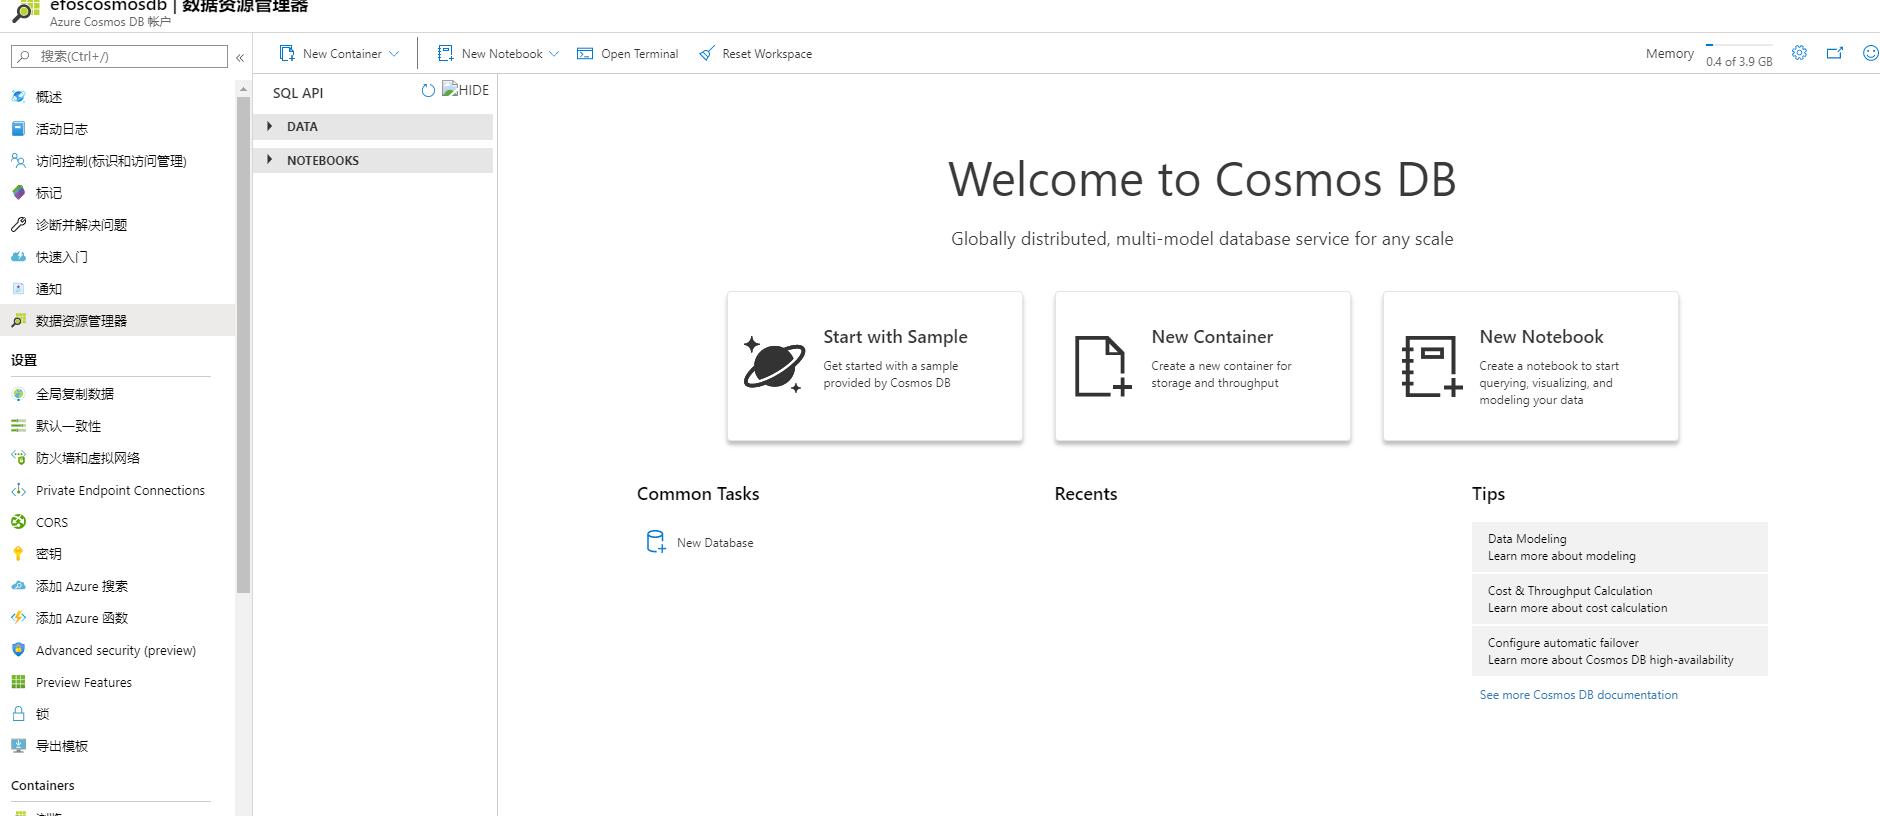 efoscosmosdb | 数据资源管理器
Azure Cosmos DB 帐户
搜索(Ctrl+/)
«
概述
活动日志
访问控制(标识和访问管理)
标记
诊断并解决问题
快速入门
通知
数据资源管理器
设置
全局复制数据
默认一致性
防火墙和虚拟网络
Private Endpoint Connections
CORS
密钥
添加 Azure 搜索
添加 Azure 函数
Advanced security (preview)
Preview Features
锁
导出模板
Containers
New Container
New Notebook
Open Terminal
Reset Workspace
Memory
0.4 of 3.9 GB
SQL API
HIDE
DATA
NOTEBOOKS
Welcome to Cosmos DB
Globally distributed, multi-model database service for any scale
Start with Sample
Get started with a sample
provided by Cosmos DB
New Container
Create a new container for
storage and throughput
New Notebook
Create a notebook to start
querying, visualizing, and
modeling your data
Common Tasks
New Database
Recents
Tips
Data Modeling
Learn more about modeling
Cost & Throughput Calculation
Learn more about cost calculation
Configure automatic failover
Learn more about Cosmos DB high-availability
See more Cosmos DB documentation